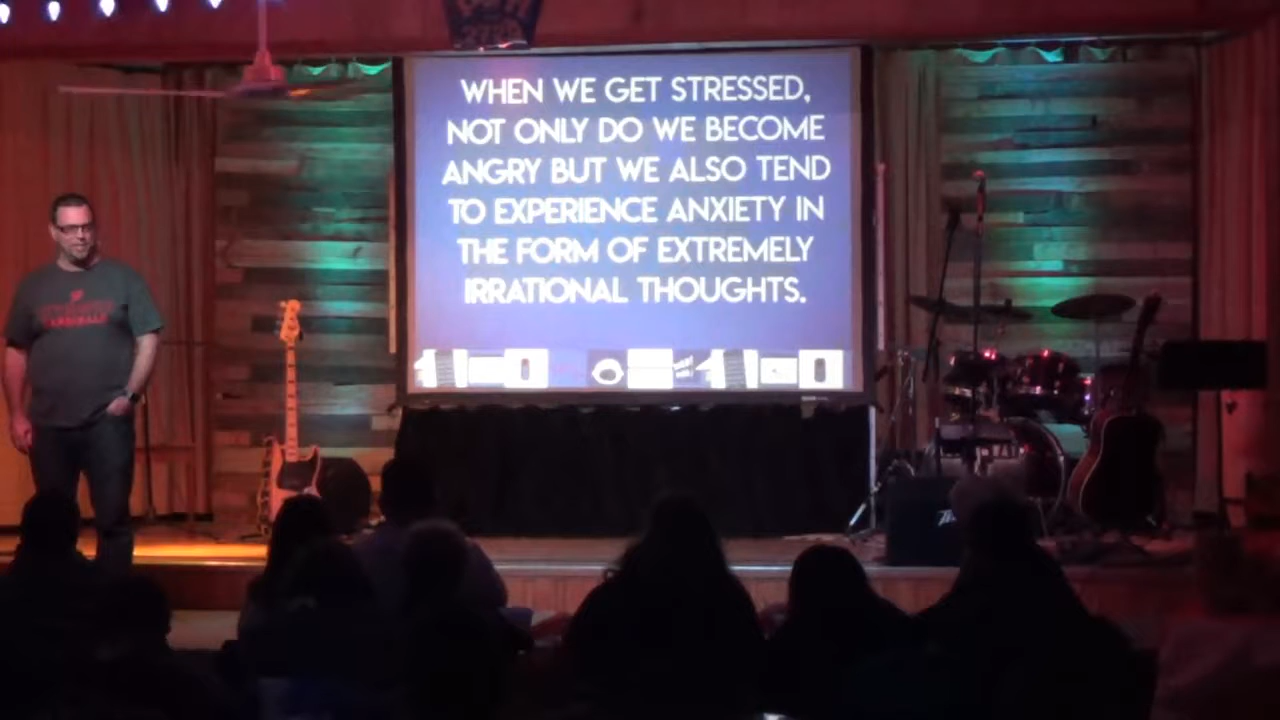 WHEN WE GET STRESSED,
NOT ONLY DO WE BECOME
ANGRY BUT WE ALSO TEND
TO EXPERIENCE ANXIETY IN
THE FORM OF EXTREMELY
IRRATIONAL THOUGHTS.
CARDINALS